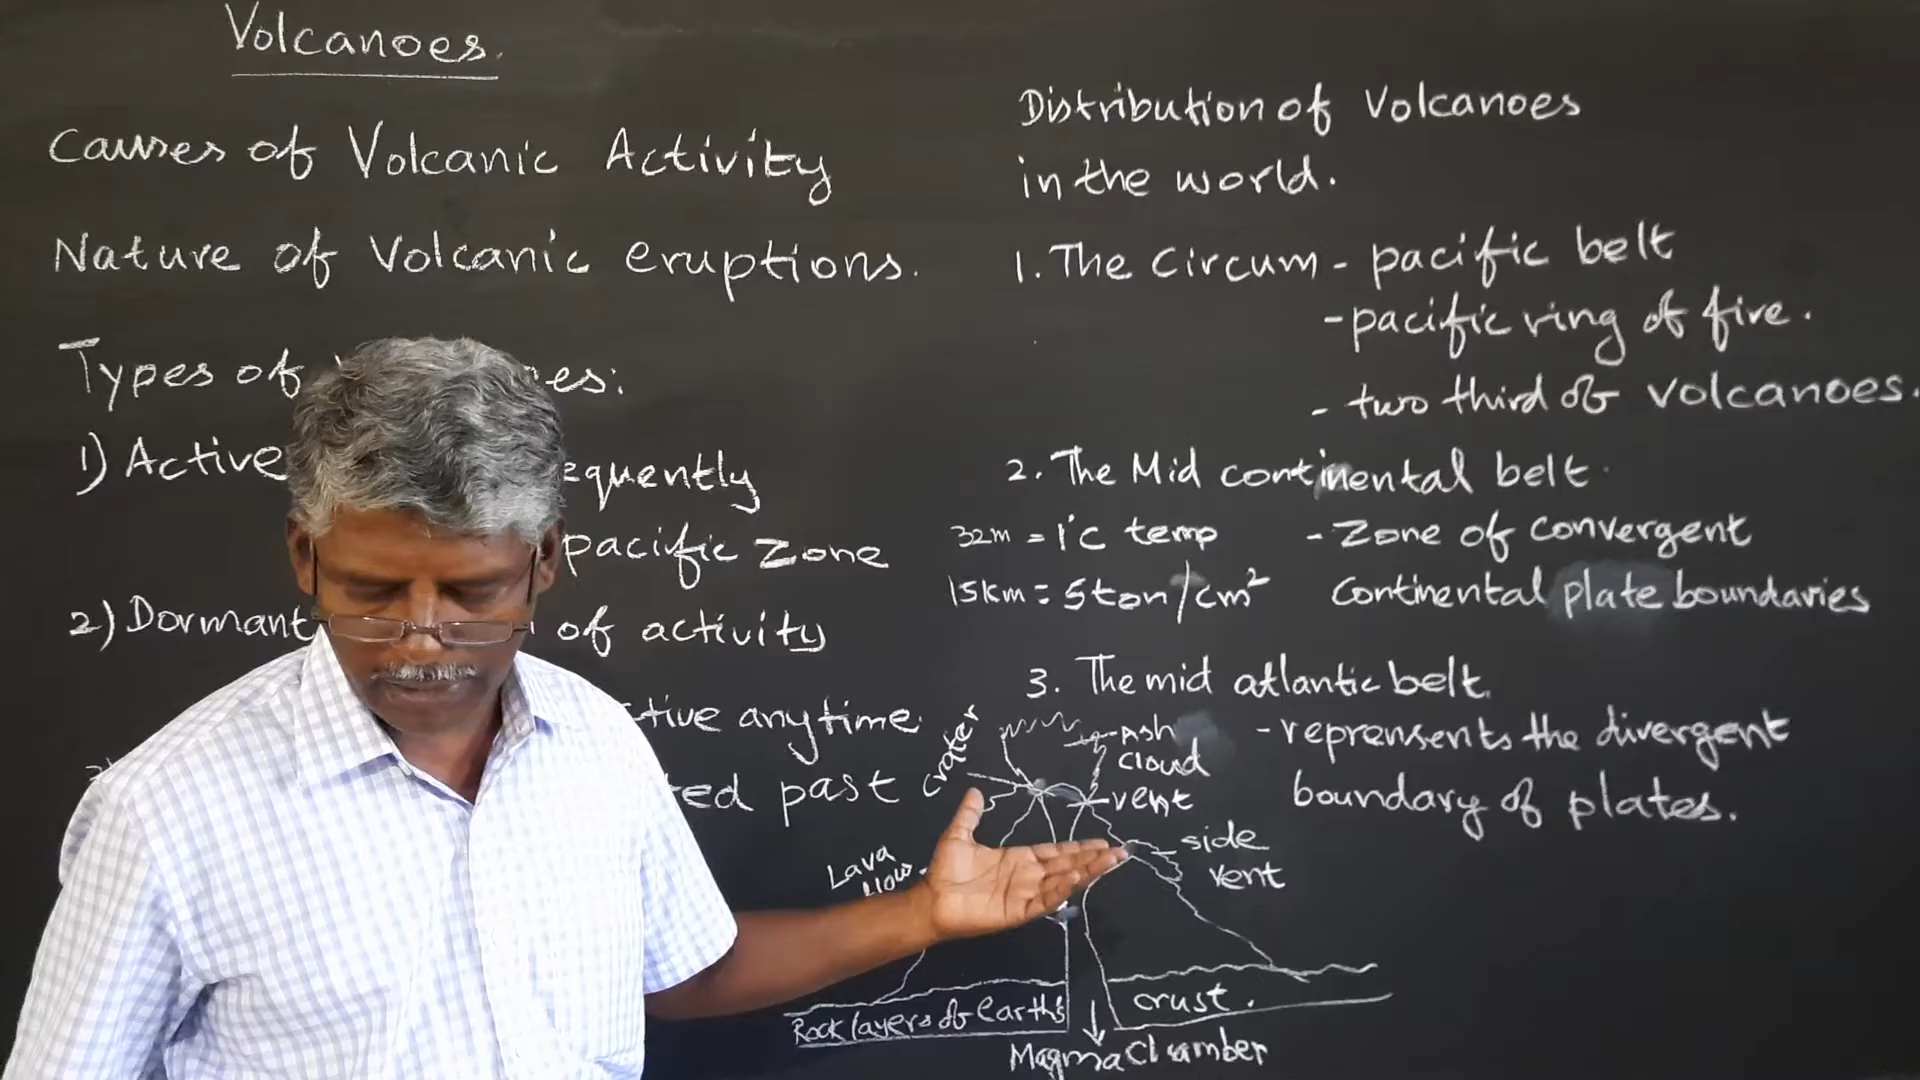 Volcanoes.
Causes of Volcanic Activity
Nature of Volcanic eruptions.
Types of es:
1) Active equently
pacific Zone
2) Dormant of activity
ctive anytime
ted past
Distribution of Volcanoes
in the world.
1. The Circum - pacific belt
- pacific ring of fire.
- two third of volcanoes.
2. The Mid continental belt
32m = 1°c temp
- Zone of convergent
15km = 5ton/cm²
Continental plate boundaries
3. The mid atlantic belt.
- reprensents the divergent
boundary of plates.
crater
Ash
cloud
vent
side
vent
Lava
flow
Rock layers of earth's
crust.
Magma Chamber